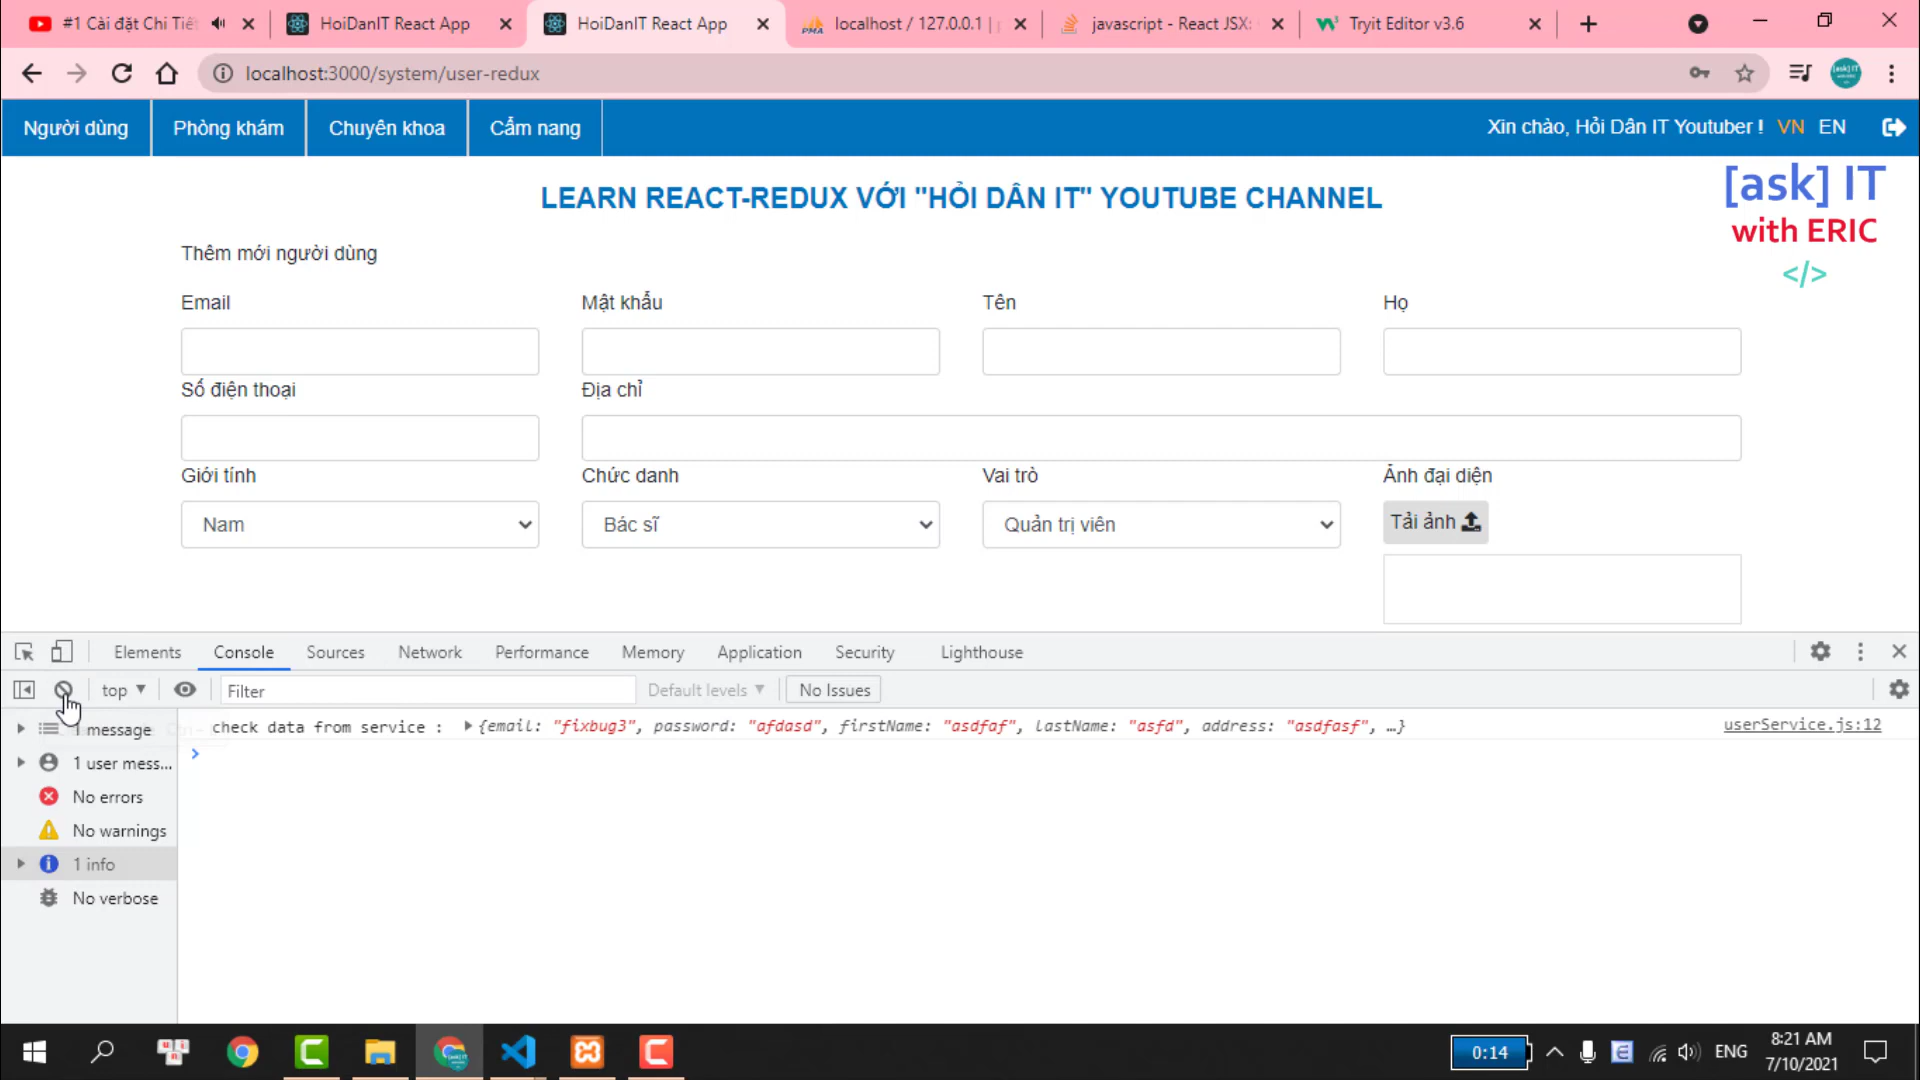 #1 Cài đặt Chi Tiế
HoiDanIT React App
HoiDanIT React App
localhost / 127.0.0.1 | p
javascript - React JSX:
Tryit Editor v3.6
localhost:3000/system/user-redux
Người dùng
Phòng khám
Chuyên khoa
Cẩm nang
Xin chào, Hỏi Dân IT Youtuber ! VN EN
LEARN REACT-REDUX VỚI "HỎI DÂN IT" YOUTUBE CHANNEL
[ask] IT
with ERIC
</>
Thêm mới người dùng
Email
Mật khẩu
Tên
Họ
Số điện thoại
Địa chỉ
Giới tính
Chức danh
Vai trò
Ảnh đại diện
Nam
Bác sĩ
Quản trị viên
Tải ảnh
Elements
Console
Sources
Network
Performance
Memory
Application
Security
Lighthouse
top
Filter
Default levels
No Issues
1 message
check data from service : {email: "fixbug3", password: "afdasd", firstName: "asdfaf", lastName: "asfd", address: "asdfasf", …}
userService.js:12
1 user mess...
No errors
No warnings
1 info
No verbose
0:14
ENG
8:21 AM
7/10/2021